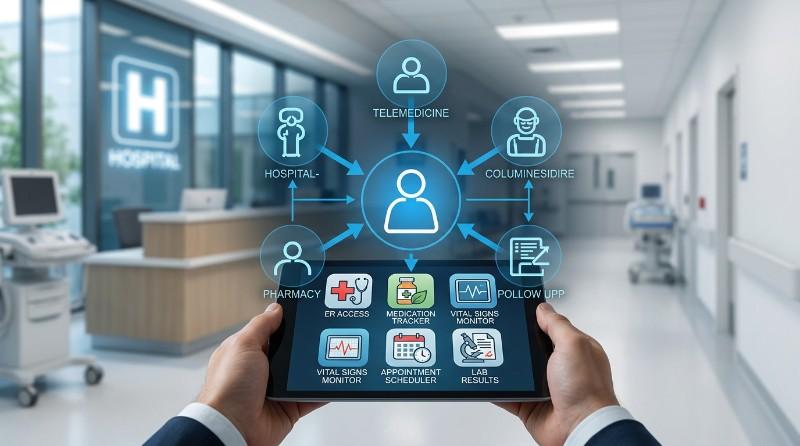 H
HOSPITAL
TELEMEDICINE
HOSPITAL-
COLUMINESIDIRE
PHARMACY
POLLOW UPP
ER ACCESS
MEDICATION
TRACKER
VITAL SIGNS
MONITOR
VITAL SIGNS
MONITOR
APPOINTMENT
SCHEDULER
LAB
RESULTS